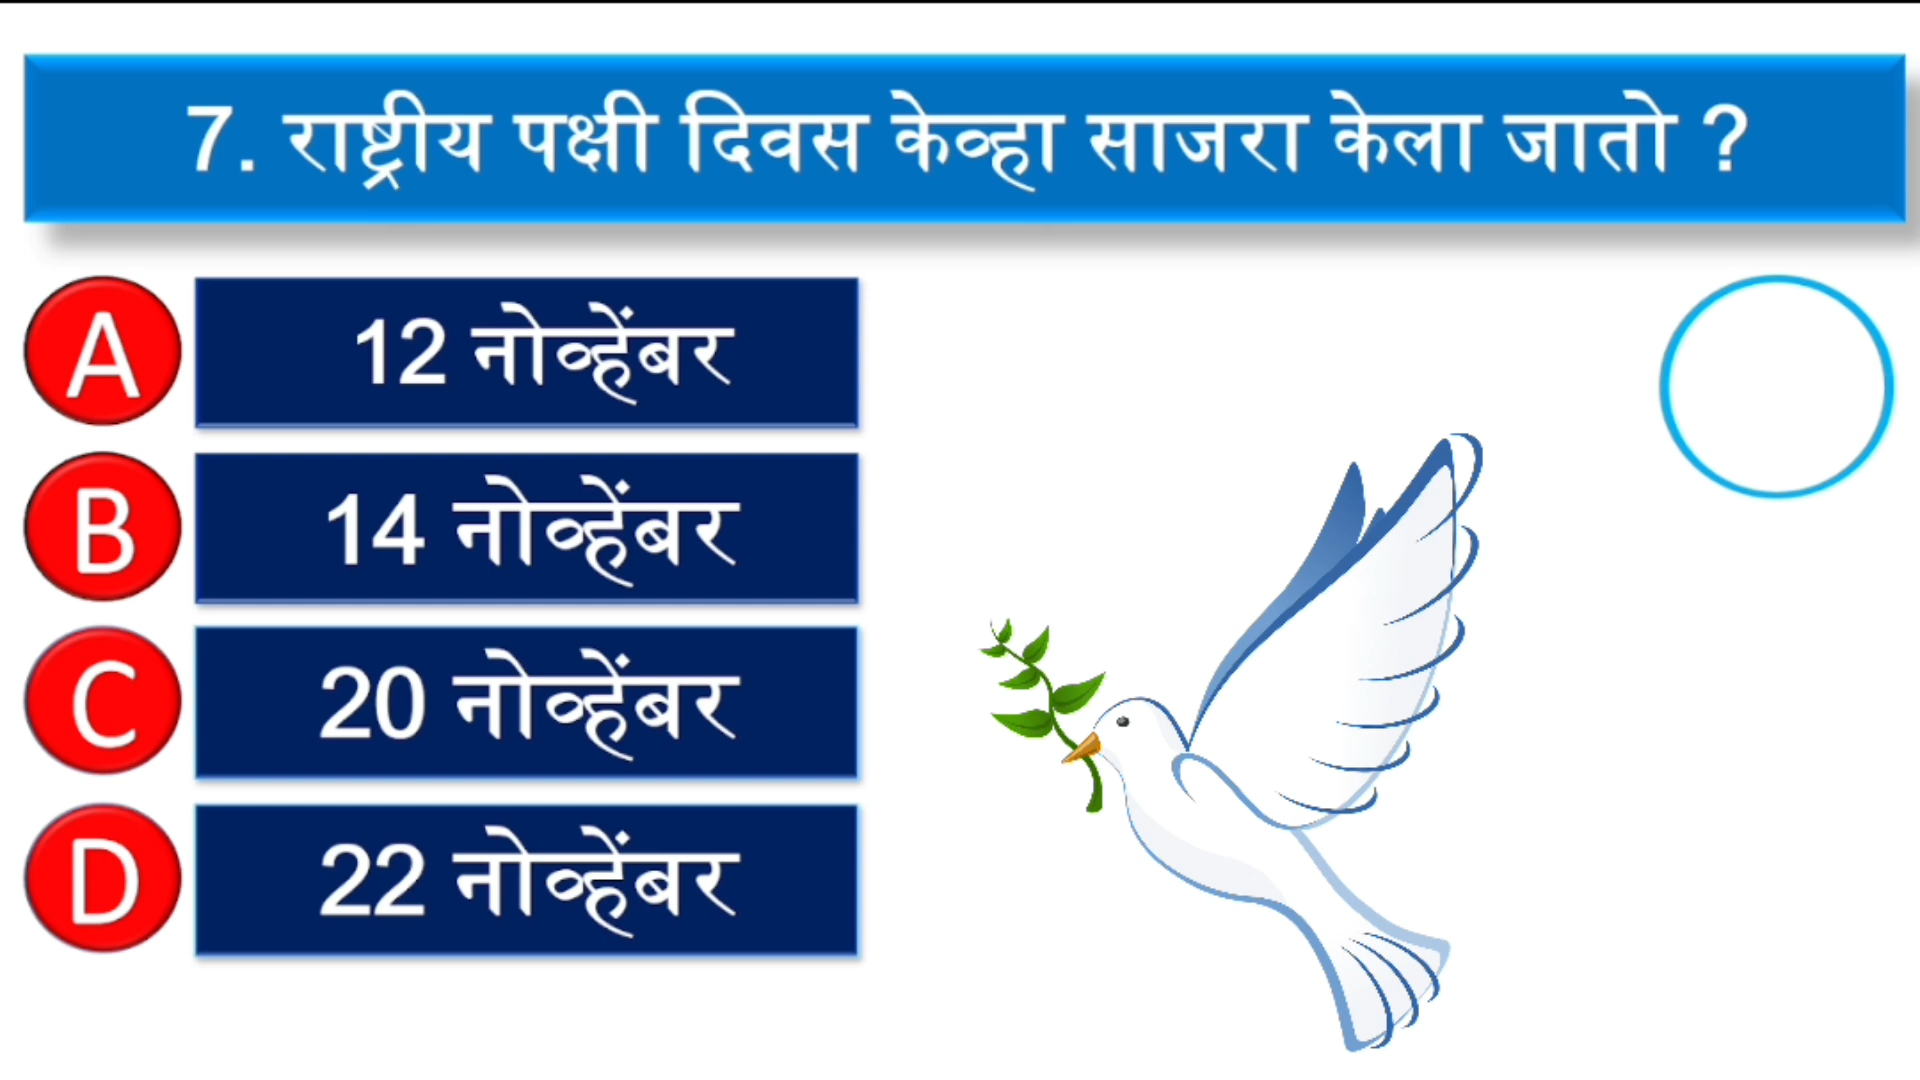 7. राष्ट्रीय पक्षी दिवस केव्हा साजरा केला जातो ?
A 12 नोव्हेंबर
B 14 नोव्हेंबर
C 20 नोव्हेंबर
D 22 नोव्हेंबर